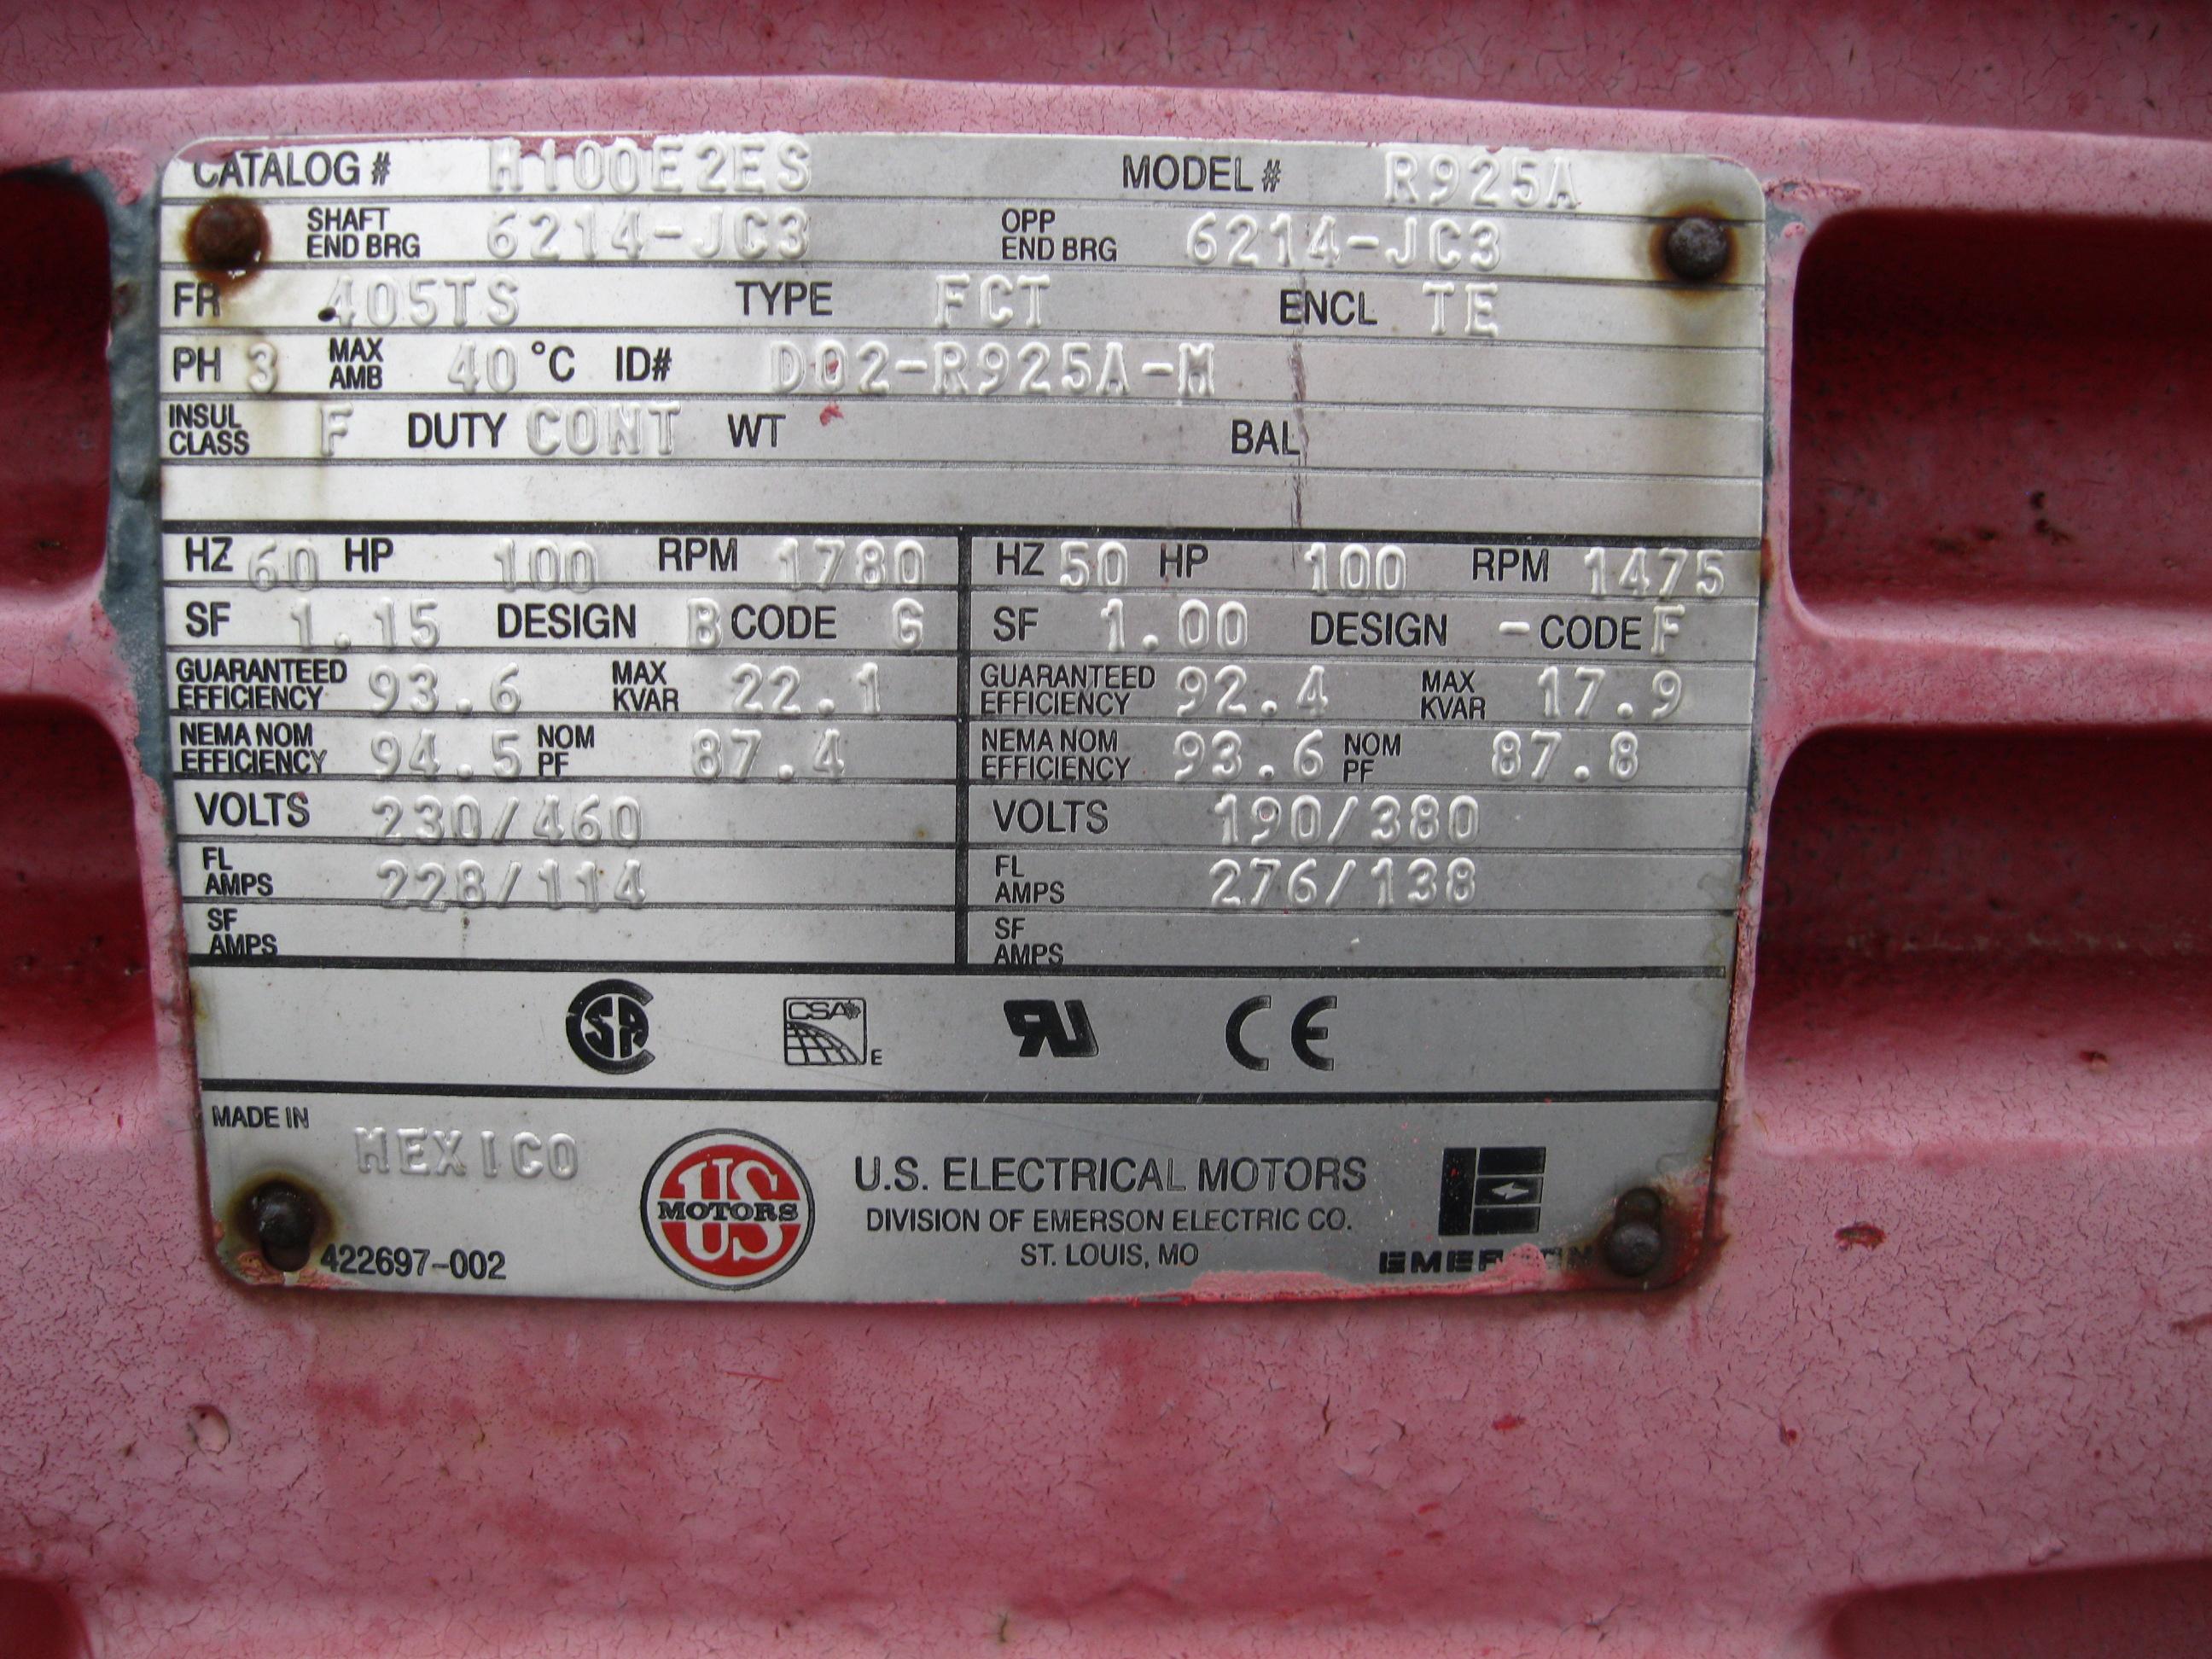 CATALOG # H100E2ES MODEL # R925A
SHAFT END BRG 6214-JC3 OPP END BRG 6214-JC3
FR 405TS TYPE FCT ENCL TE
PH 3 MAX AMB 40 °C ID# D02-R925A-M
INSUL CLASS F DUTY CONT WT BAL
HZ 60 HP 100 RPM 1780 HZ 50 HP 100 RPM 1475
SF 1.15 DESIGN B CODE G SF 1.00 DESIGN - CODE F
GUARANTEED EFFICIENCY 93.6 MAX KVAR 22.1 GUARANTEED EFFICIENCY 92.4 MAX KVAR 17.9
NEMA NOM EFFICIENCY 94.5 NOM PF 87.4 NEMA NOM EFFICIENCY 93.6 NOM PF 87.8
VOLTS 230/460 VOLTS 190/380
FL AMPS 228/114 FL AMPS 276/138
SF AMPS SF AMPS
CSA CSA E RU CE
MADE IN MEXICO
US MOTORS
U.S. ELECTRICAL MOTORS
DIVISION OF EMERSON ELECTRIC CO.
ST. LOUIS, MO
EMERSON
422697-002